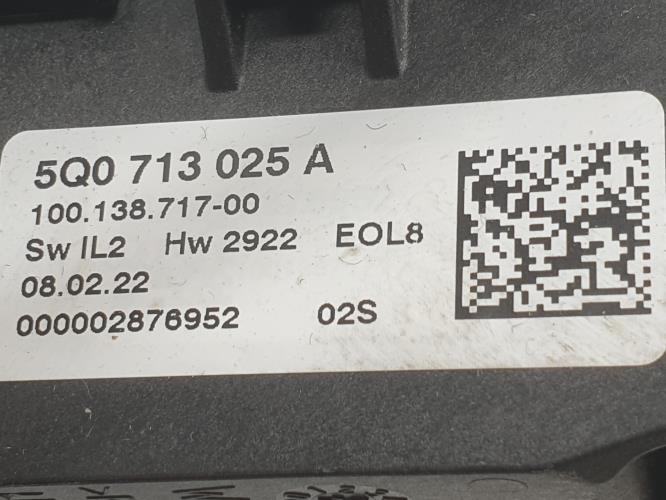 5Q0 713 025 A
100.138.717-00
Sw IL2 Hw 2922 EOL8
08.02.22
000002876952 02S